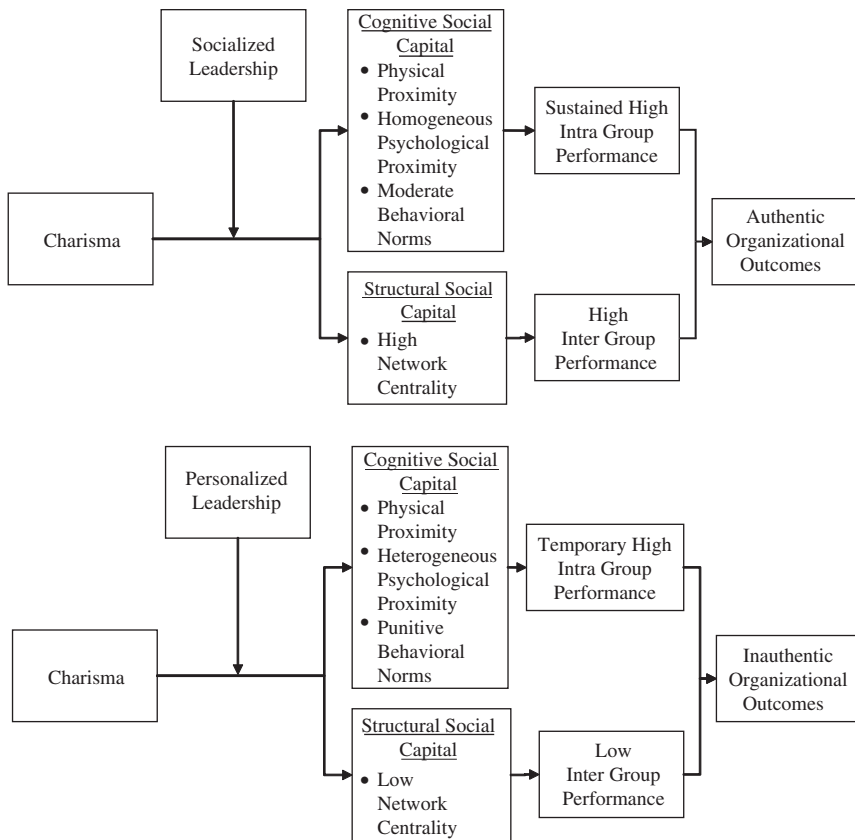 Socialized
Leadership
Charisma
Cognitive Social
Capital
• Physical
Proximity
• Homogeneous
Psychological
Proximity
• Moderate
Behavioral
Norms
Structural Social
Capital
• High
Network
Centrality
Sustained High
Intra Group
Performance
High
Inter Group
Performance
Authentic
Organizational
Outcomes
Personalized
Leadership
Charisma
Cognitive Social
Capital
• Physical
Proximity
• Heterogeneous
Psychological
Proximity
• Punitive
Behavioral
Norms
Structural Social
Capital
• Low
Network
Centrality
Temporary High
Intra Group
Performance
Low
Inter Group
Performance
Inauthentic
Organizational
Outcomes